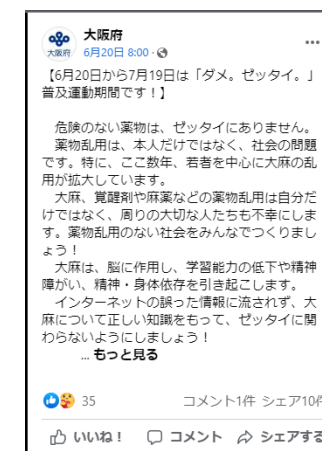 大阪府
大阪府 6月20日 8:00 ·
【6月20日から7月19日は「ダメ。ゼッタイ。」
普及運動期間です！】
危険のない薬物は、ゼッタイにありません。
薬物乱用は、本人だけではなく、社会の問題
です。特に、ここ数年、若者を中心に大麻の乱
用が拡大しています。
大麻、覚醒剤や麻薬などの薬物乱用は自分だ
けではなく、周りの大切な人たちも不幸にしま
す。薬物乱用のない社会をみんなでつくりまし
ょう！
大麻は、脳に作用し、学習能力の低下や精神
障がい、精神・身体依存を引き起こします。
インターネットの誤った情報に流されず、大
麻について正しい知識をもって、ゼッタイに関
わらないようにしましょう！
... もっと見る
35 コメント1件 シェア10件
いいね！ コメント シェアする